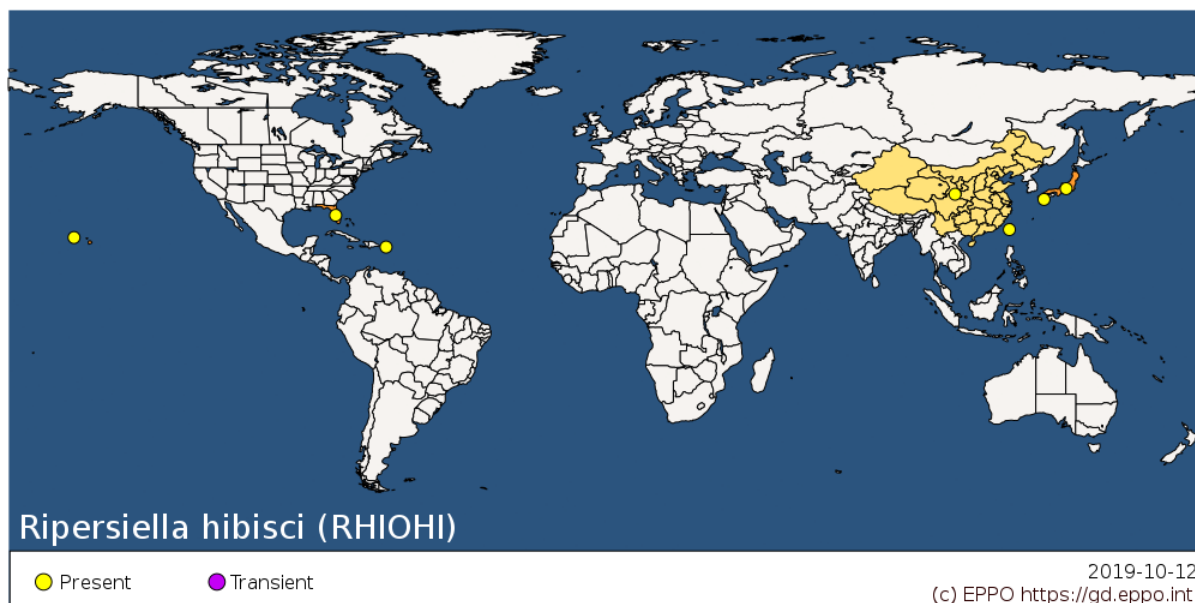 Ripersiella hibisci (RHIOHI)
Present
Transient
2019-10-12
(c) EPPO https://gd.eppo.int